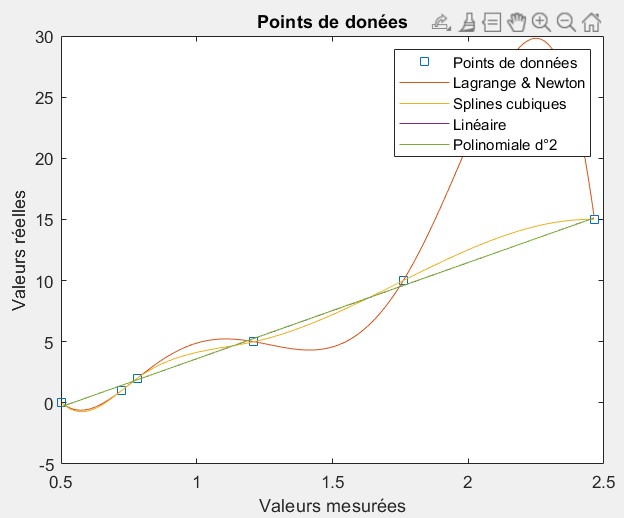 Points de donées
30
25
20
15
10
5
0
-5
0.5
1
1.5
2
2.5
Valeurs mesurées
Valeurs réelles
Points de données
Lagrange & Newton
Splines cubiques
Linéaire
Polinomiale d°2